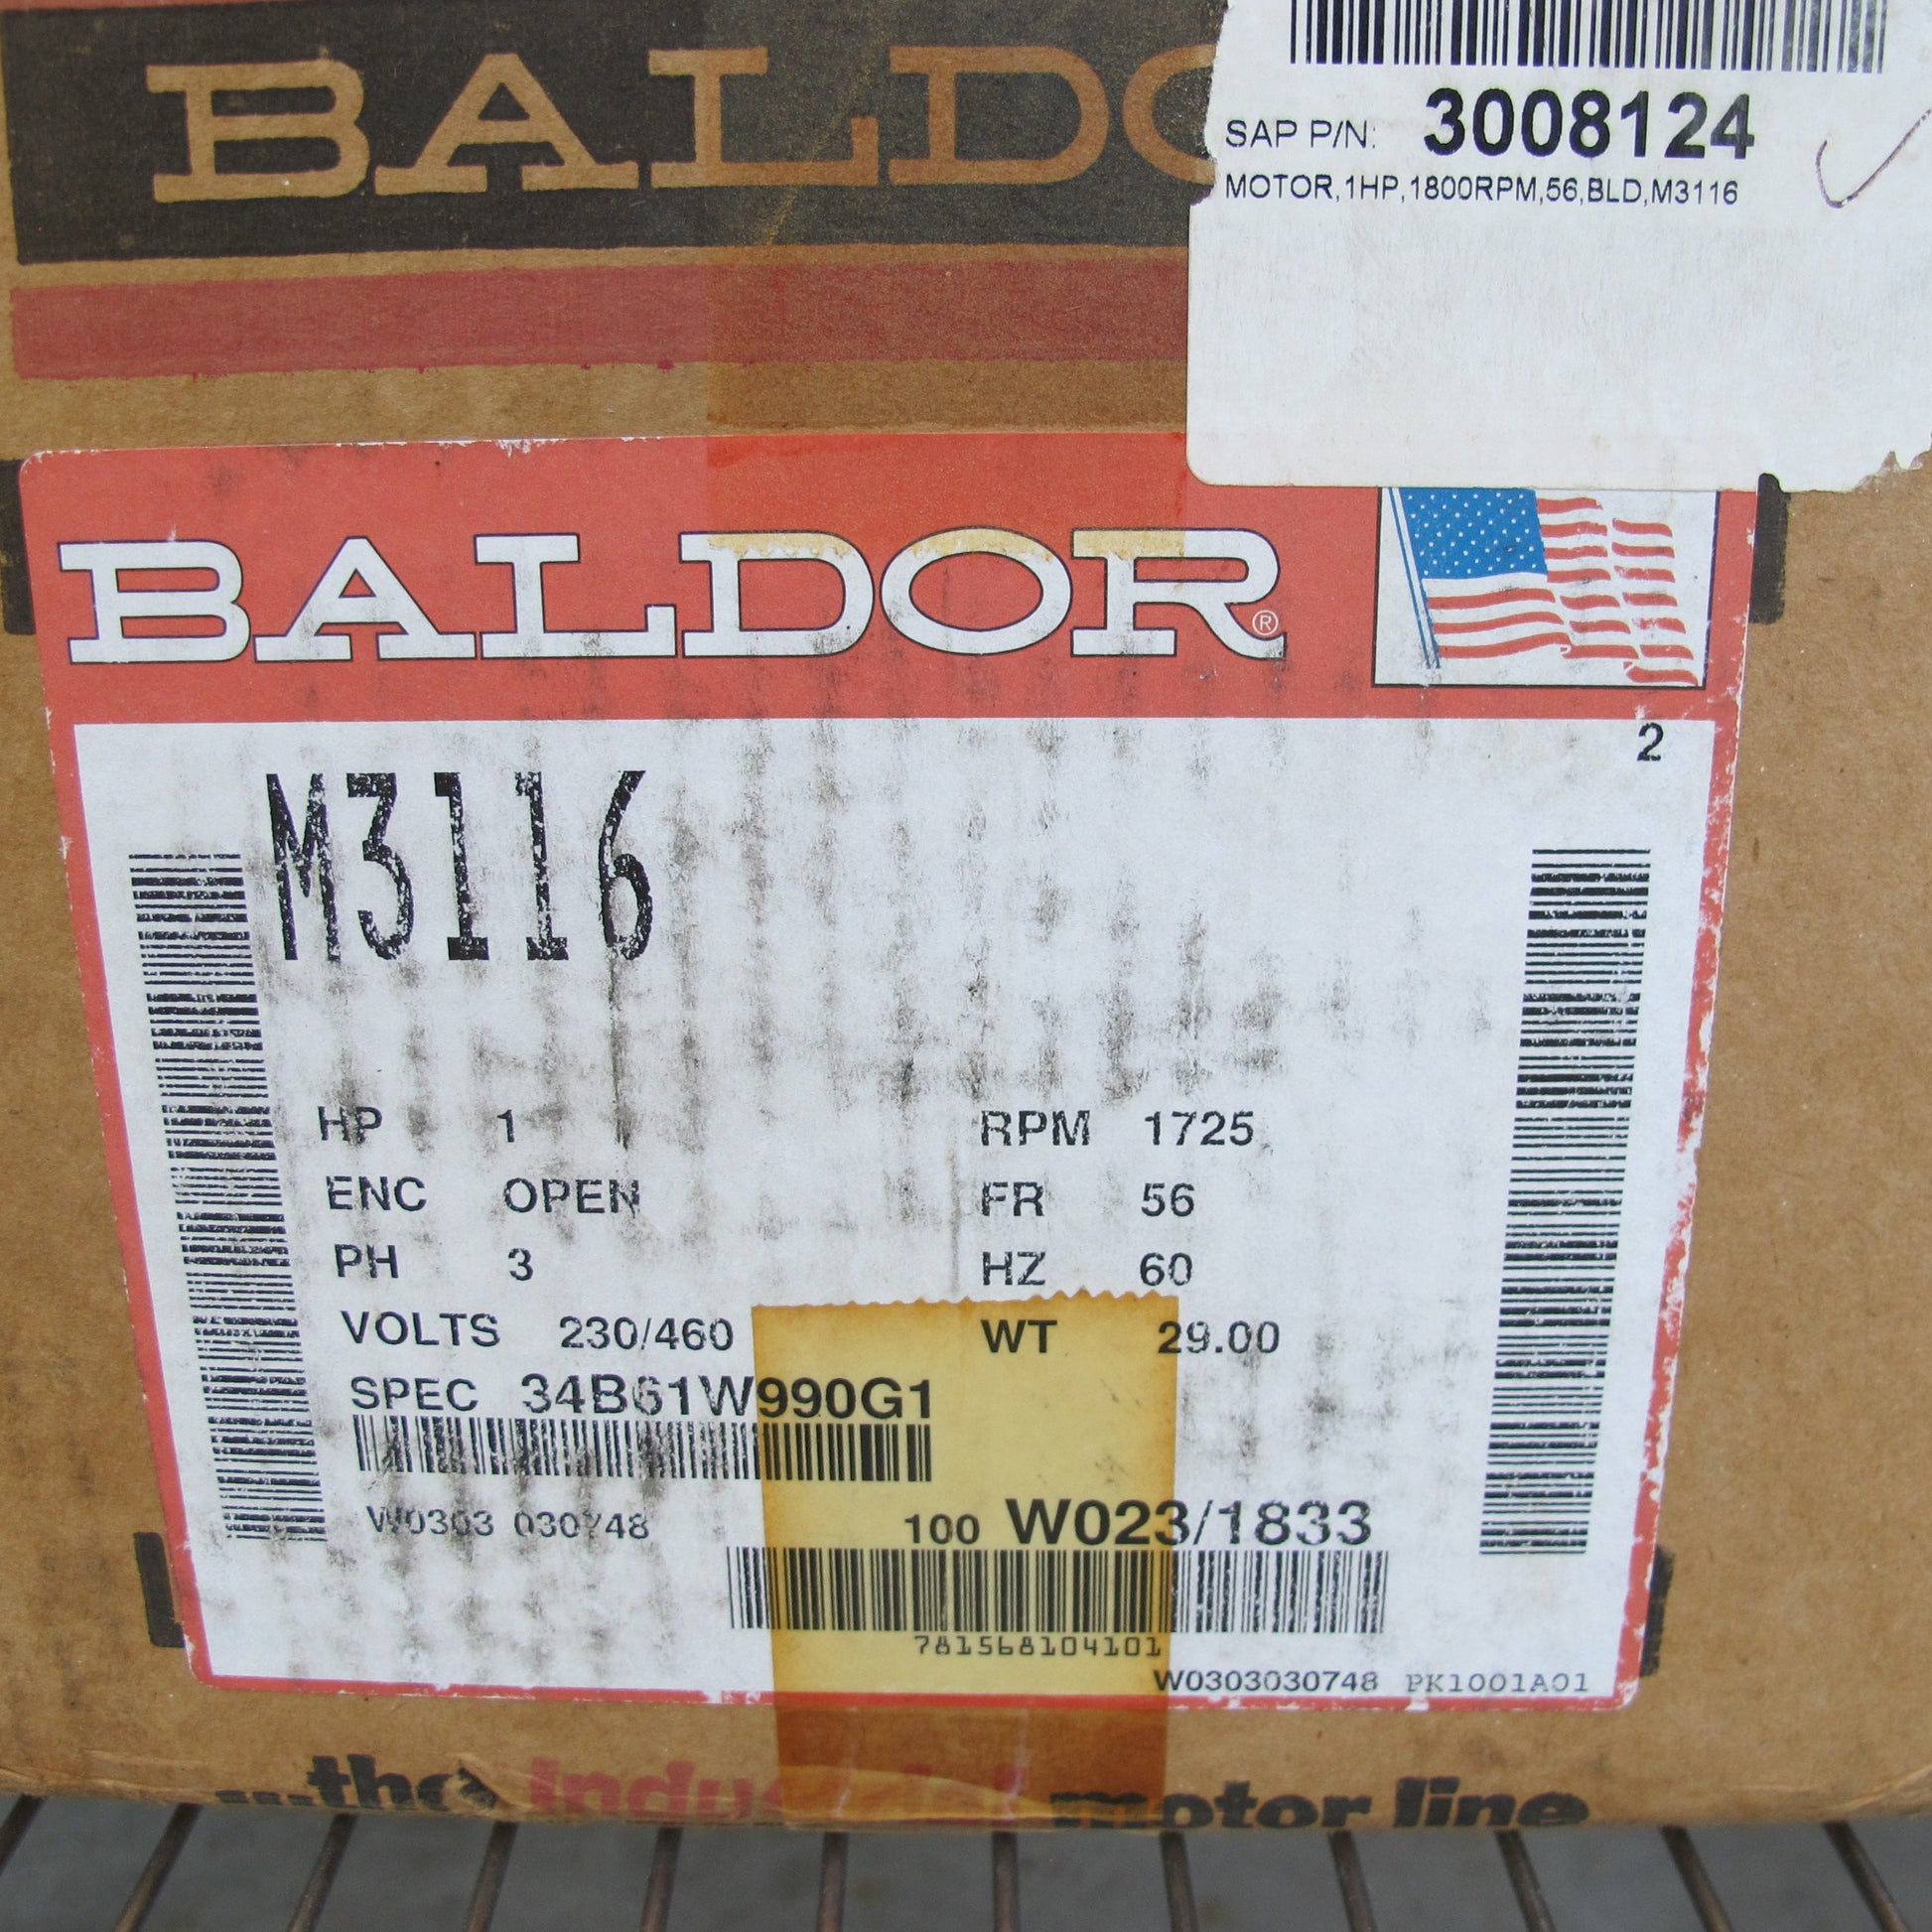 BALDO
SAP P/N: 3008124
MOTOR,1HP,1800RPM,56,BLD,M3116
BALDOR®
2
M3116
HP 1 RPM 1725
ENC OPEN FR 56
PH 3 HZ 60
VOLTS 230/460 WT 29.00
SPEC 34B61W990G1
W0303 030748 100 W023/1833
781568104101
W0303030748 PK1001A01
...the Industrial motor line